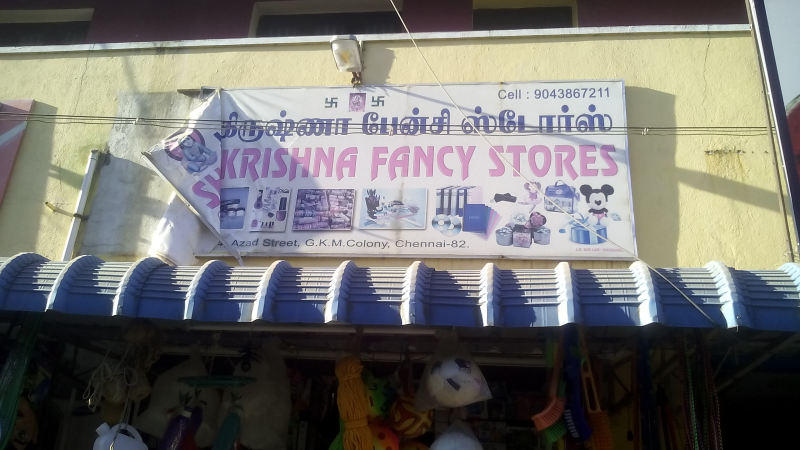 Cell : 9043867211
கிருஷ்ணா பேன்சி ஸ்டோர்ஸ்
KRISHNA FANCY STORES
Azad Street, G.K.M.Colony, Chennai-82.